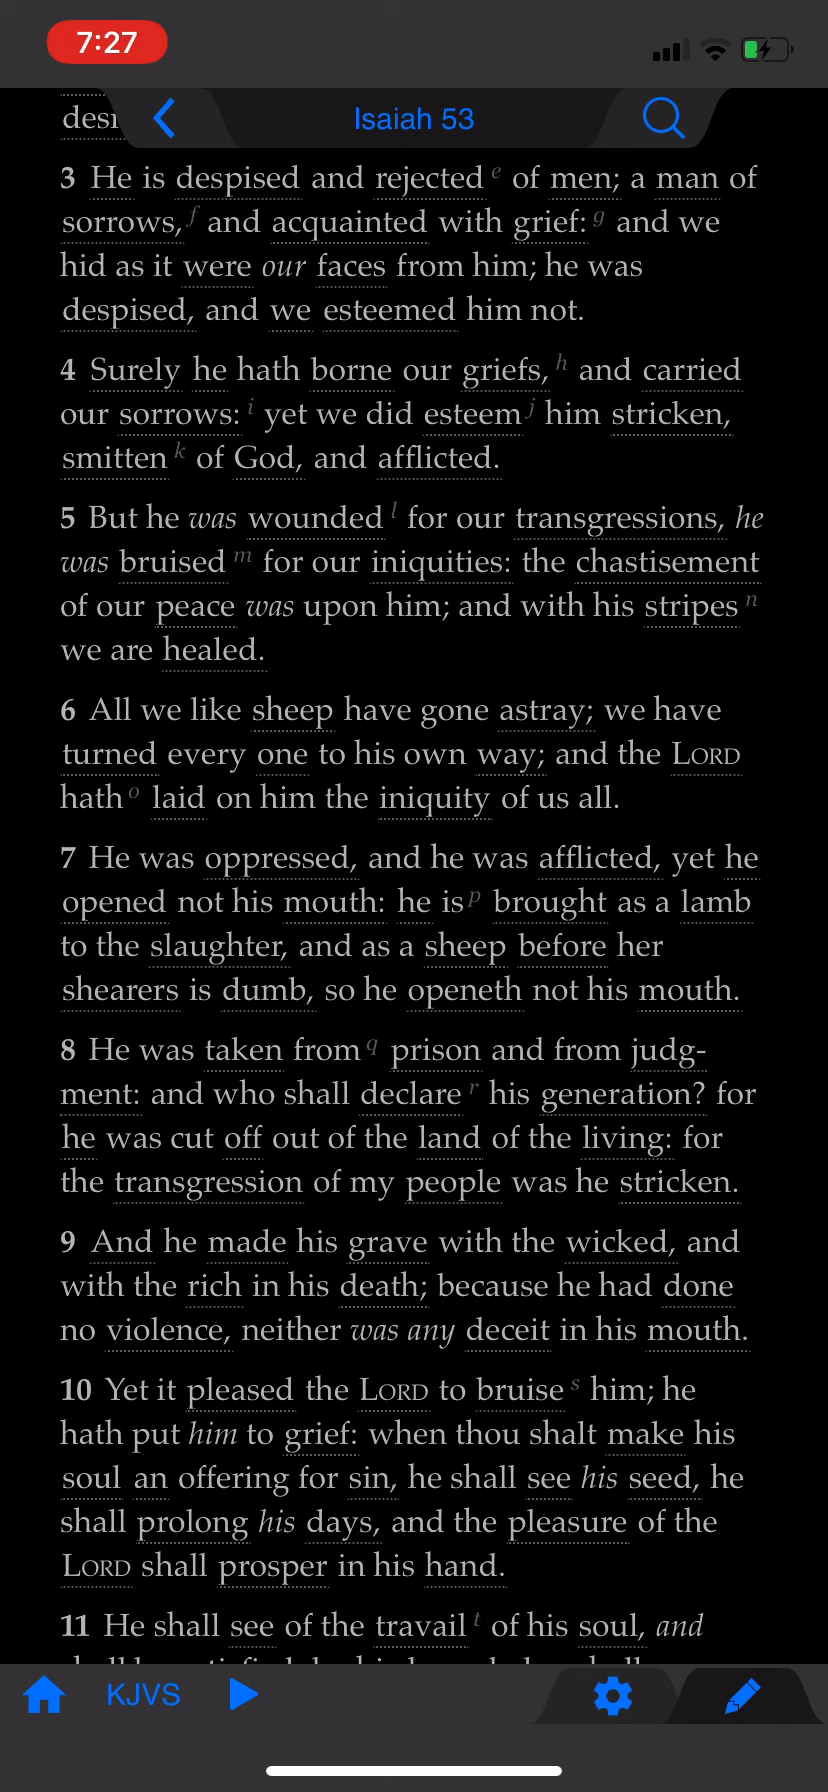 7:27
Isaiah 53
3 He is despised and rejected e of men; a man of
sorrows, f and acquainted with grief: g and we
hid as it were our faces from him; he was
despised, and we esteemed him not.
4 Surely he hath borne our griefs, h and carried
our sorrows: i yet we did esteem j him stricken,
smitten k of God, and afflicted.
5 But he was wounded l for our transgressions, he
was bruised m for our iniquities: the chastisement
of our peace was upon him; and with his stripes n
we are healed.
6 All we like sheep have gone astray; we have
turned every one to his own way; and the LORD
hath o laid on him the iniquity of us all.
7 He was oppressed, and he was afflicted, yet he
opened not his mouth: he is p brought as a lamb
to the slaughter, and as a sheep before her
shearers is dumb, so he openeth not his mouth.
8 He was taken from q prison and from judg-
ment: and who shall declare r his generation? for
he was cut off out of the land of the living: for
the transgression of my people was he stricken.
9 And he made his grave with the wicked, and
with the rich in his death; because he had done
no violence, neither was any deceit in his mouth.
10 Yet it pleased the LORD to bruise s him; he
hath put him to grief: when thou shalt make his
soul an offering for sin, he shall see his seed, he
shall prolong his days, and the pleasure of the
LORD shall prosper in his hand.
11 He shall see of the travail t of his soul, and
KJVS